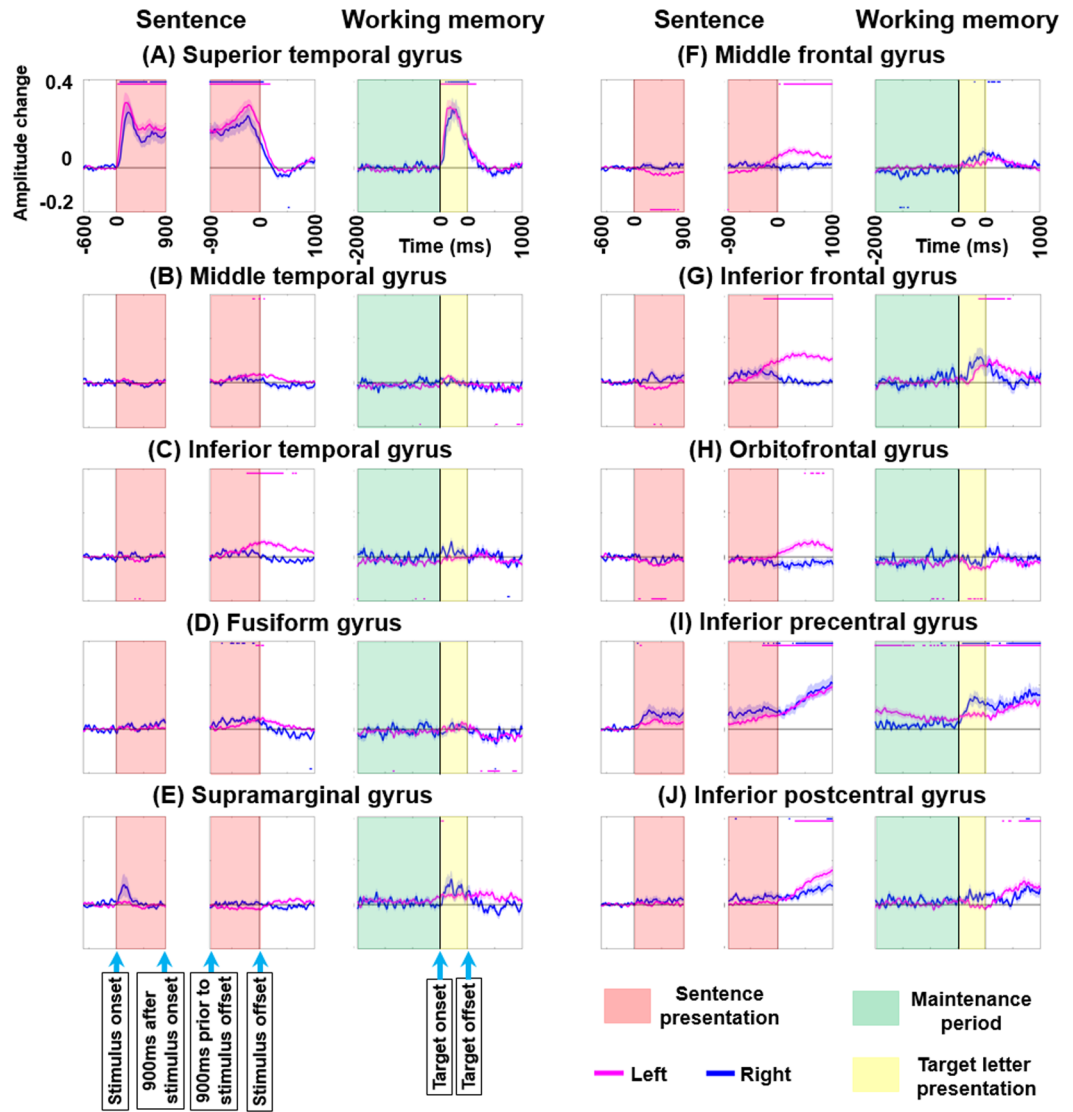 Sentence Working memory Sentence Working memory
(A) Superior temporal gyrus
(F) Middle frontal gyrus
Amplitude change
0.4
0
-0.2
-600 0 900 -900 0 1000 -2000 0 0 1000
Time (ms)
-600 0 900 -900 0 1000 -2000 0 0 1000
Time (ms)
(B) Middle temporal gyrus
(G) Inferior frontal gyrus
(C) Inferior temporal gyrus
(H) Orbitofrontal gyrus
(D) Fusiform gyrus
(I) Inferior precentral gyrus
(E) Supramarginal gyrus
(J) Inferior postcentral gyrus
Stimulus onset
900ms after
stimulus onset
900ms prior to
stimulus offset
Stimulus offset
Target onset
Target offset
Sentence
presentation
Maintenance
period
Left
Right
Target letter
presentation